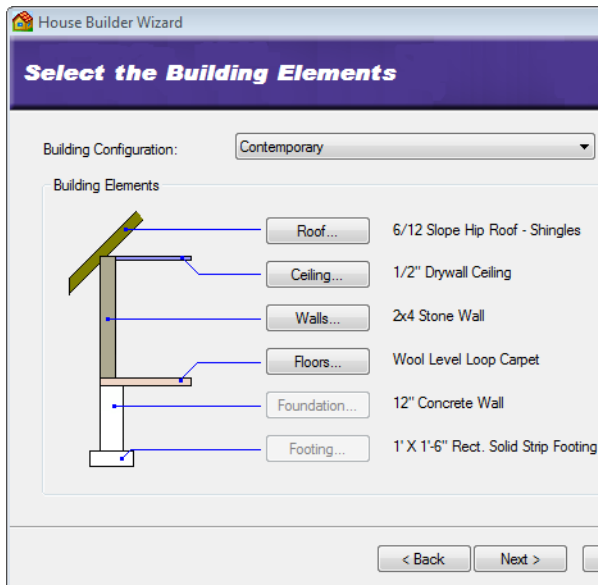 House Builder Wizard
Select the Building Elements
Building Configuration: Contemporary
Building Elements
Roof... 6/12 Slope Hip Roof - Shingles
Ceiling... 1/2" Drywall Ceiling
Walls... 2x4 Stone Wall
Floors... Wool Level Loop Carpet
Foundation... 12" Concrete Wall
Footing... 1' X 1'-6" Rect. Solid Strip Footing
< Back Next >